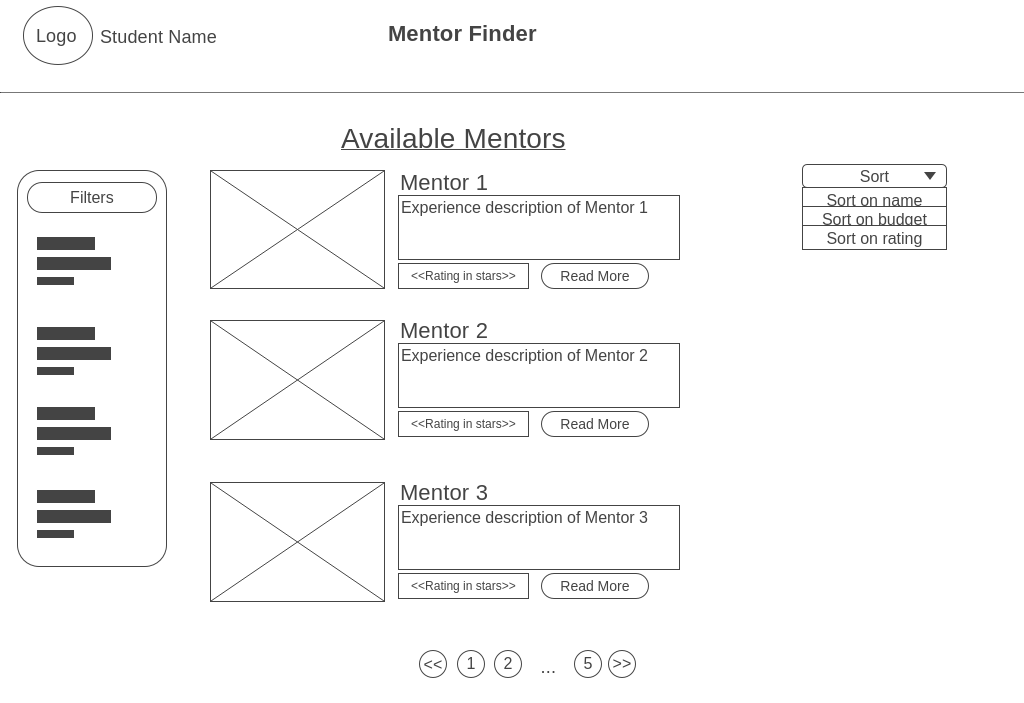 Logo
Student Name
Mentor Finder
Available Mentors
Filters
Mentor 1
Experience description of Mentor 1
<<Rating in stars>>
Read More
Sort
Sort on name
Sort on budget
Sort on rating
Mentor 2
Experience description of Mentor 2
<<Rating in stars>>
Read More
Mentor 3
Experience description of Mentor 3
<<Rating in stars>>
Read More
<< 1 2 ... 5 >>